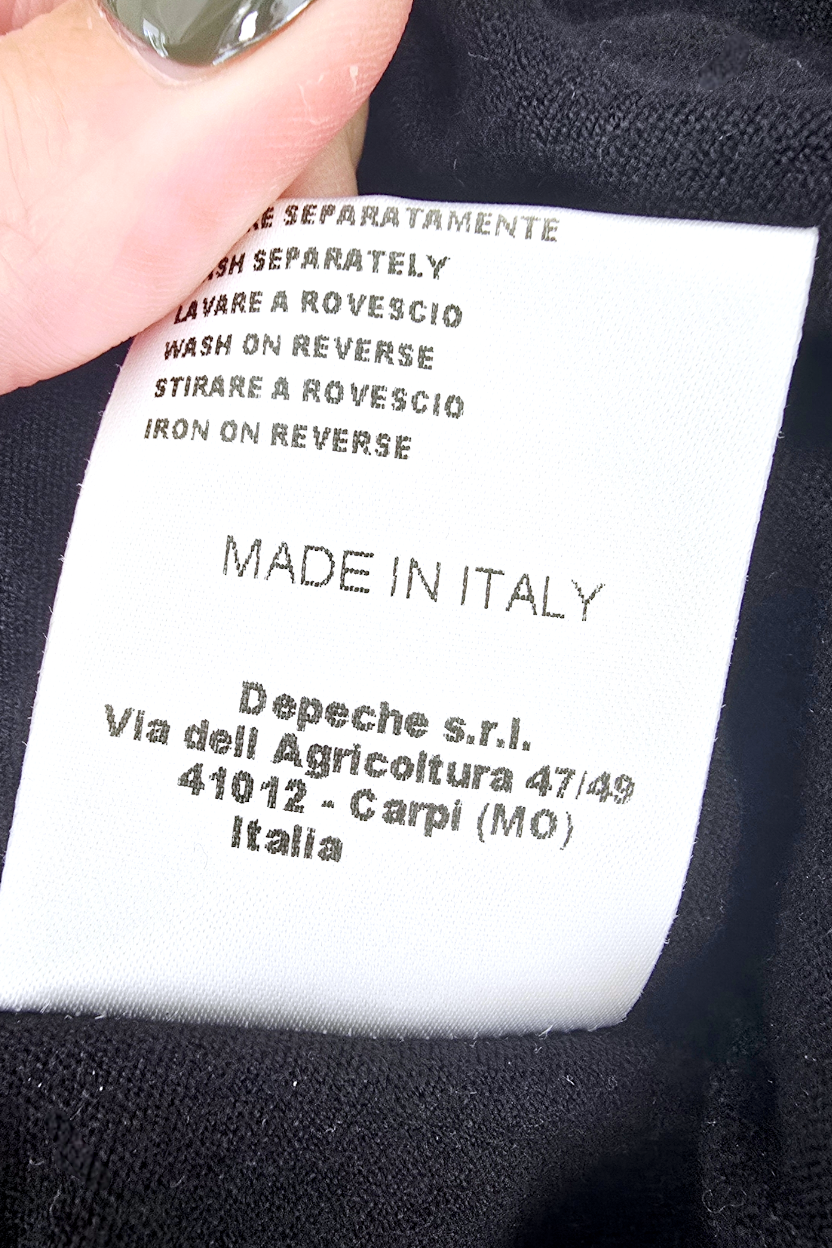 SEPARATAMENTE
SEPARATELY
LAVARE A ROVESCIO
WASH ON REVERSE
STIRARE A ROVESCIO
IRON ON REVERSE
MADE IN ITALY
Depeche s.r.l.
Via dell Agricoltura 47/49
41012 - Carpi (MO)
Italia